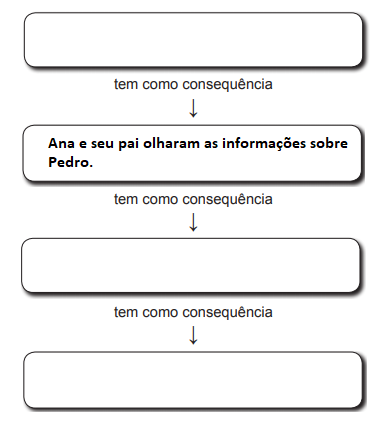 tem como consequência
↓
Ana e seu pai olharam as informações sobre
Pedro.
tem como consequência
↓
tem como consequência
↓